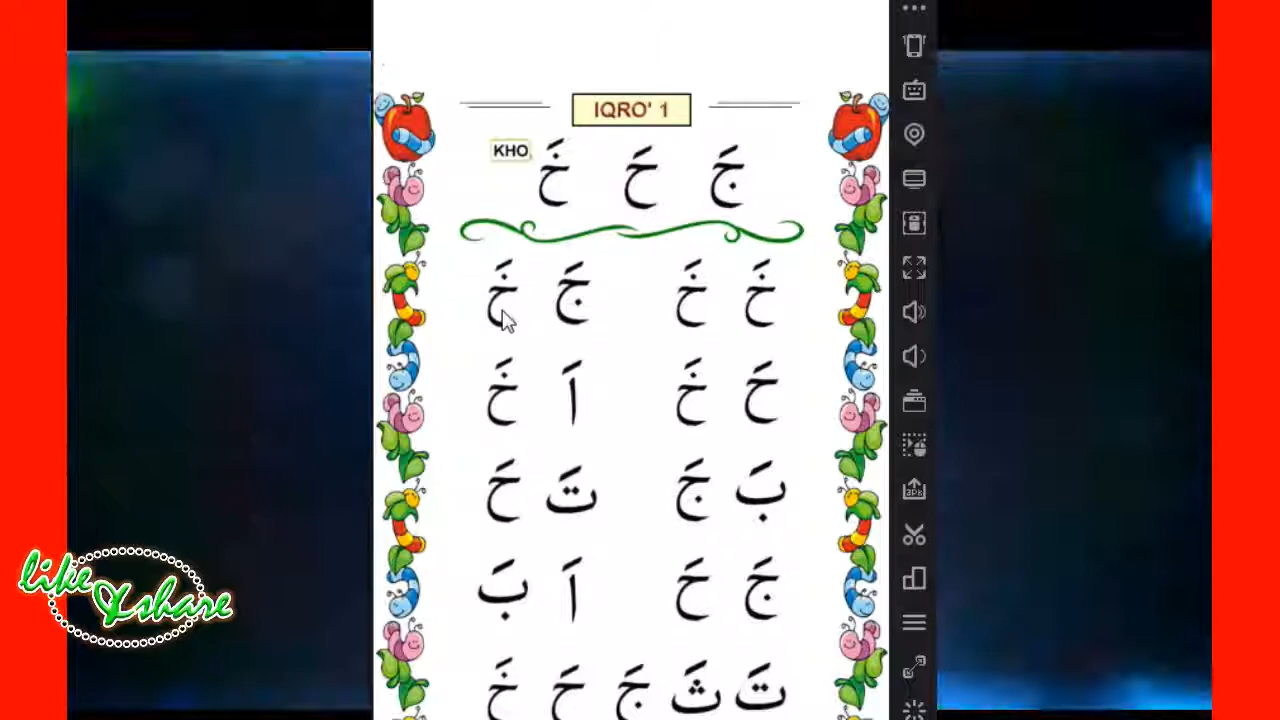 IQRO' 1
KHO
جَ حَ خَ
خَ خَ جَ خَ
حَ خَ اَ خَ
بَ جَ تَ حَ
جَ حَ اَ بَ
تَ ثَ جَ حَ خَ
like
& share